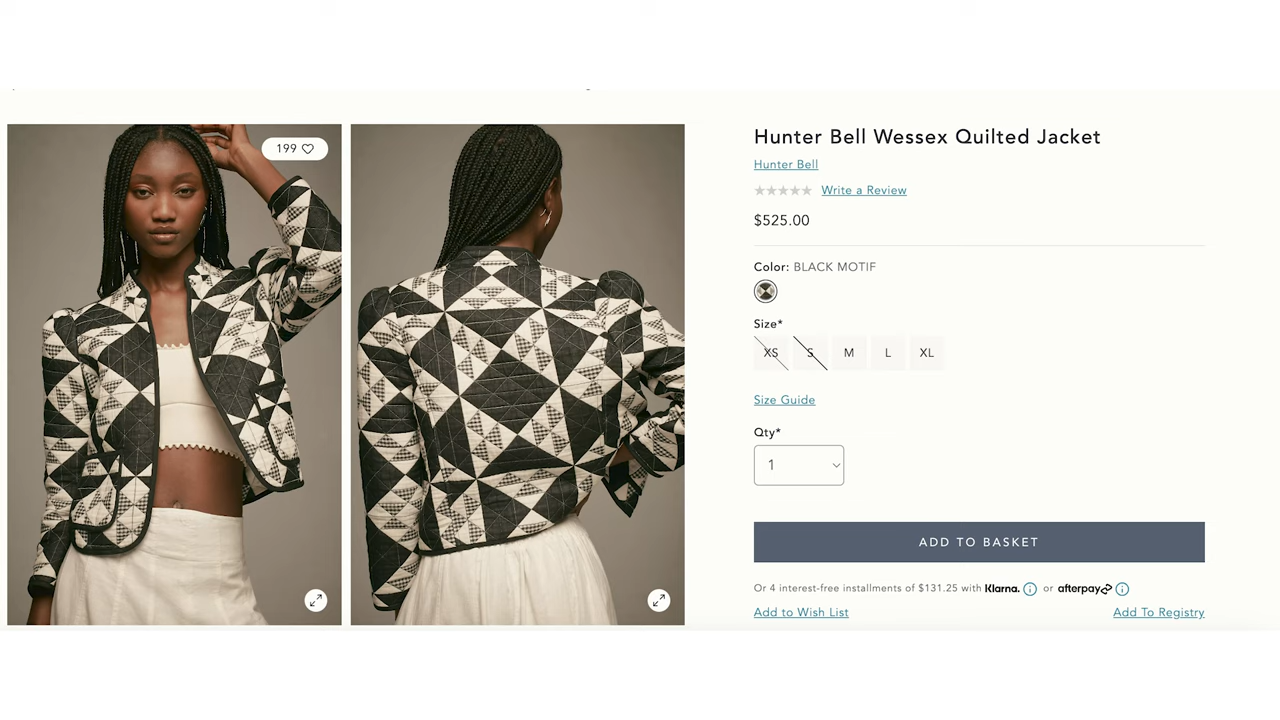 199
Hunter Bell Wessex Quilted Jacket
Hunter Bell
Write a Review
$525.00
Color: BLACK MOTIF
Size*
XS S M L XL
Size Guide
Qty*
1
ADD TO BASKET
Or 4 interest-free installments of $131.25 with Klarna. i or afterpay i
Add to Wish List Add To Registry